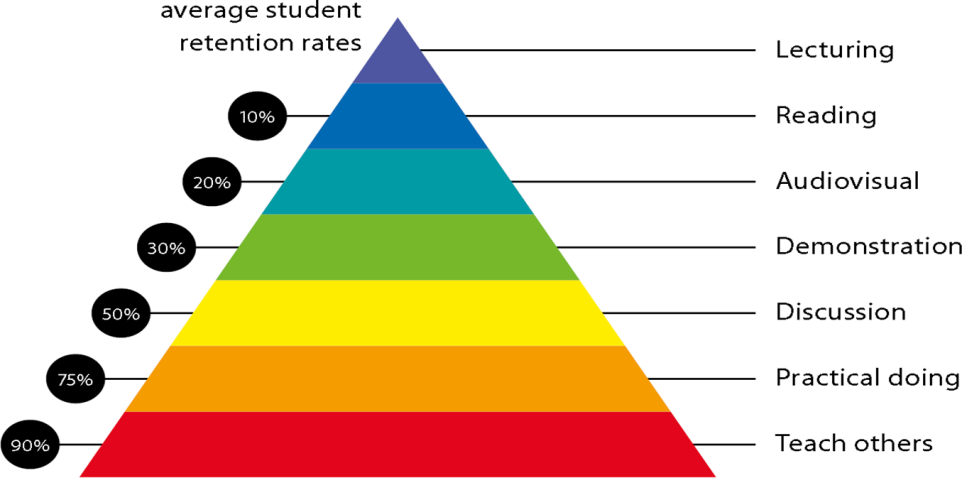 average student
retention rates
Lecturing
10%
Reading
20%
Audiovisual
30%
Demonstration
50%
Discussion
75%
Practical doing
90%
Teach others